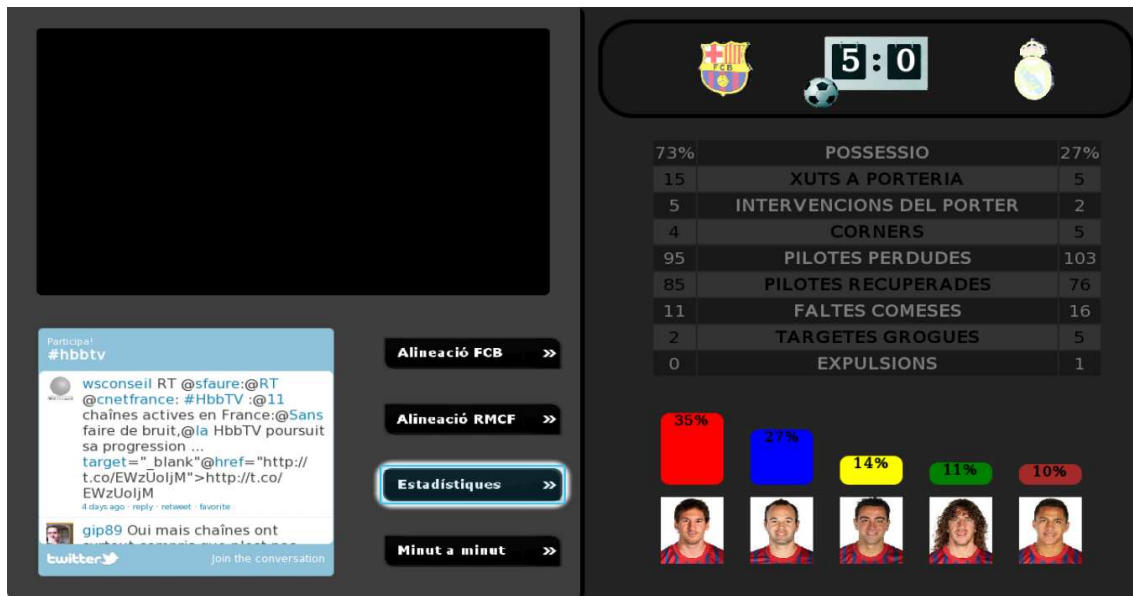 Participa!
#hbbtv
wsconseil RT @sfaure:@RT
@cnetfrance: #HbbTV :@11
chaînes actives en France:@Sans
faire de bruit,@la HbbTV poursuit
sa progression ...
target="_blank"@href="http://
t.co/EWzUoljM">http://t.co/
EWzUoljM
4 days ago · reply · retweet · favorite
gip89 Oui mais chaînes ont
twitter
Join the conversation
Alineació FCB »
Alineació RMCF »
Estadístiques »
Minut a minut »
FCB
5:0
73% POSSESSIO 27%
15 XUTS A PORTERIA 5
5 INTERVENCIONS DEL PORTER 2
4 CORNERS 5
95 PILOTES PERDUDES 103
85 PILOTES RECUPERADES 76
11 FALTES COMESES 16
2 TARGETES GROGUES 5
0 EXPULSIONS 1
35%
27%
14%
11%
10%